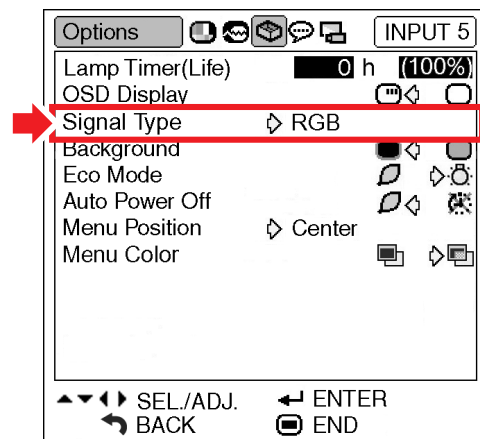 Options INPUT 5
Lamp Timer(Life) 0 h (100%)
OSD Display
Signal Type RGB
Background
Eco Mode
Auto Power Off
Menu Position Center
Menu Color
SEL./ADJ. ENTER
BACK END